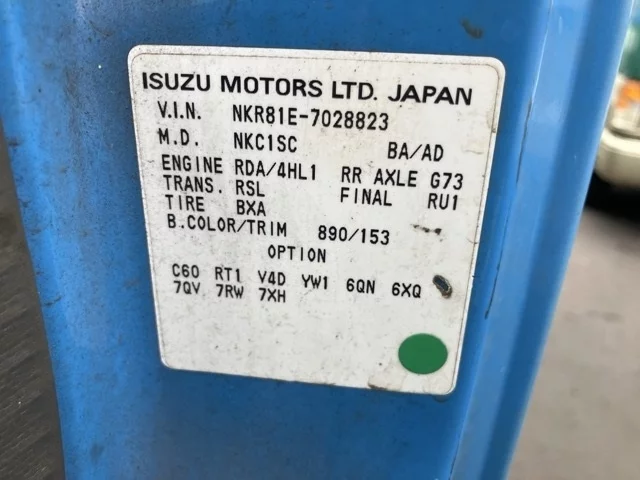 ISUZU MOTORS LTD. JAPAN
V.I.N. NKR81E-7028823
M.D. NKC1SC BA/AD
ENGINE RDA/4HL1 RR AXLE G73
TRANS. RSL FINAL RU1
TIRE BXA
B.COLOR/TRIM 890/153
OPTION
C60 RT1 V4D YW1 6QN 6XQ
7QV 7RW 7XH